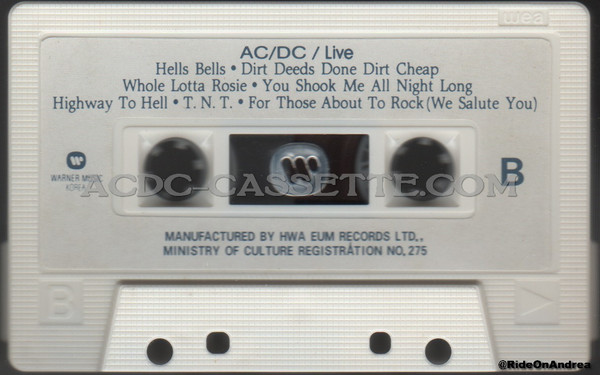 wea
AC/DC / Live
Hells Bells • Dirt Deeds Done Dirt Cheap
Whole Lotta Rosie • You Shook Me All Night Long
Highway To Hell • T. N. T. • For Those About To Rock (We Salute You)
WARNER MUSIC
KOREA
B
ACDC-CASSETTE.COM
MANUFACTURED BY HWA EUM RECORDS LTD.,
MINISTRY OF CULTURE REGISTRATION NO, 275
B
@RideOnAndrea